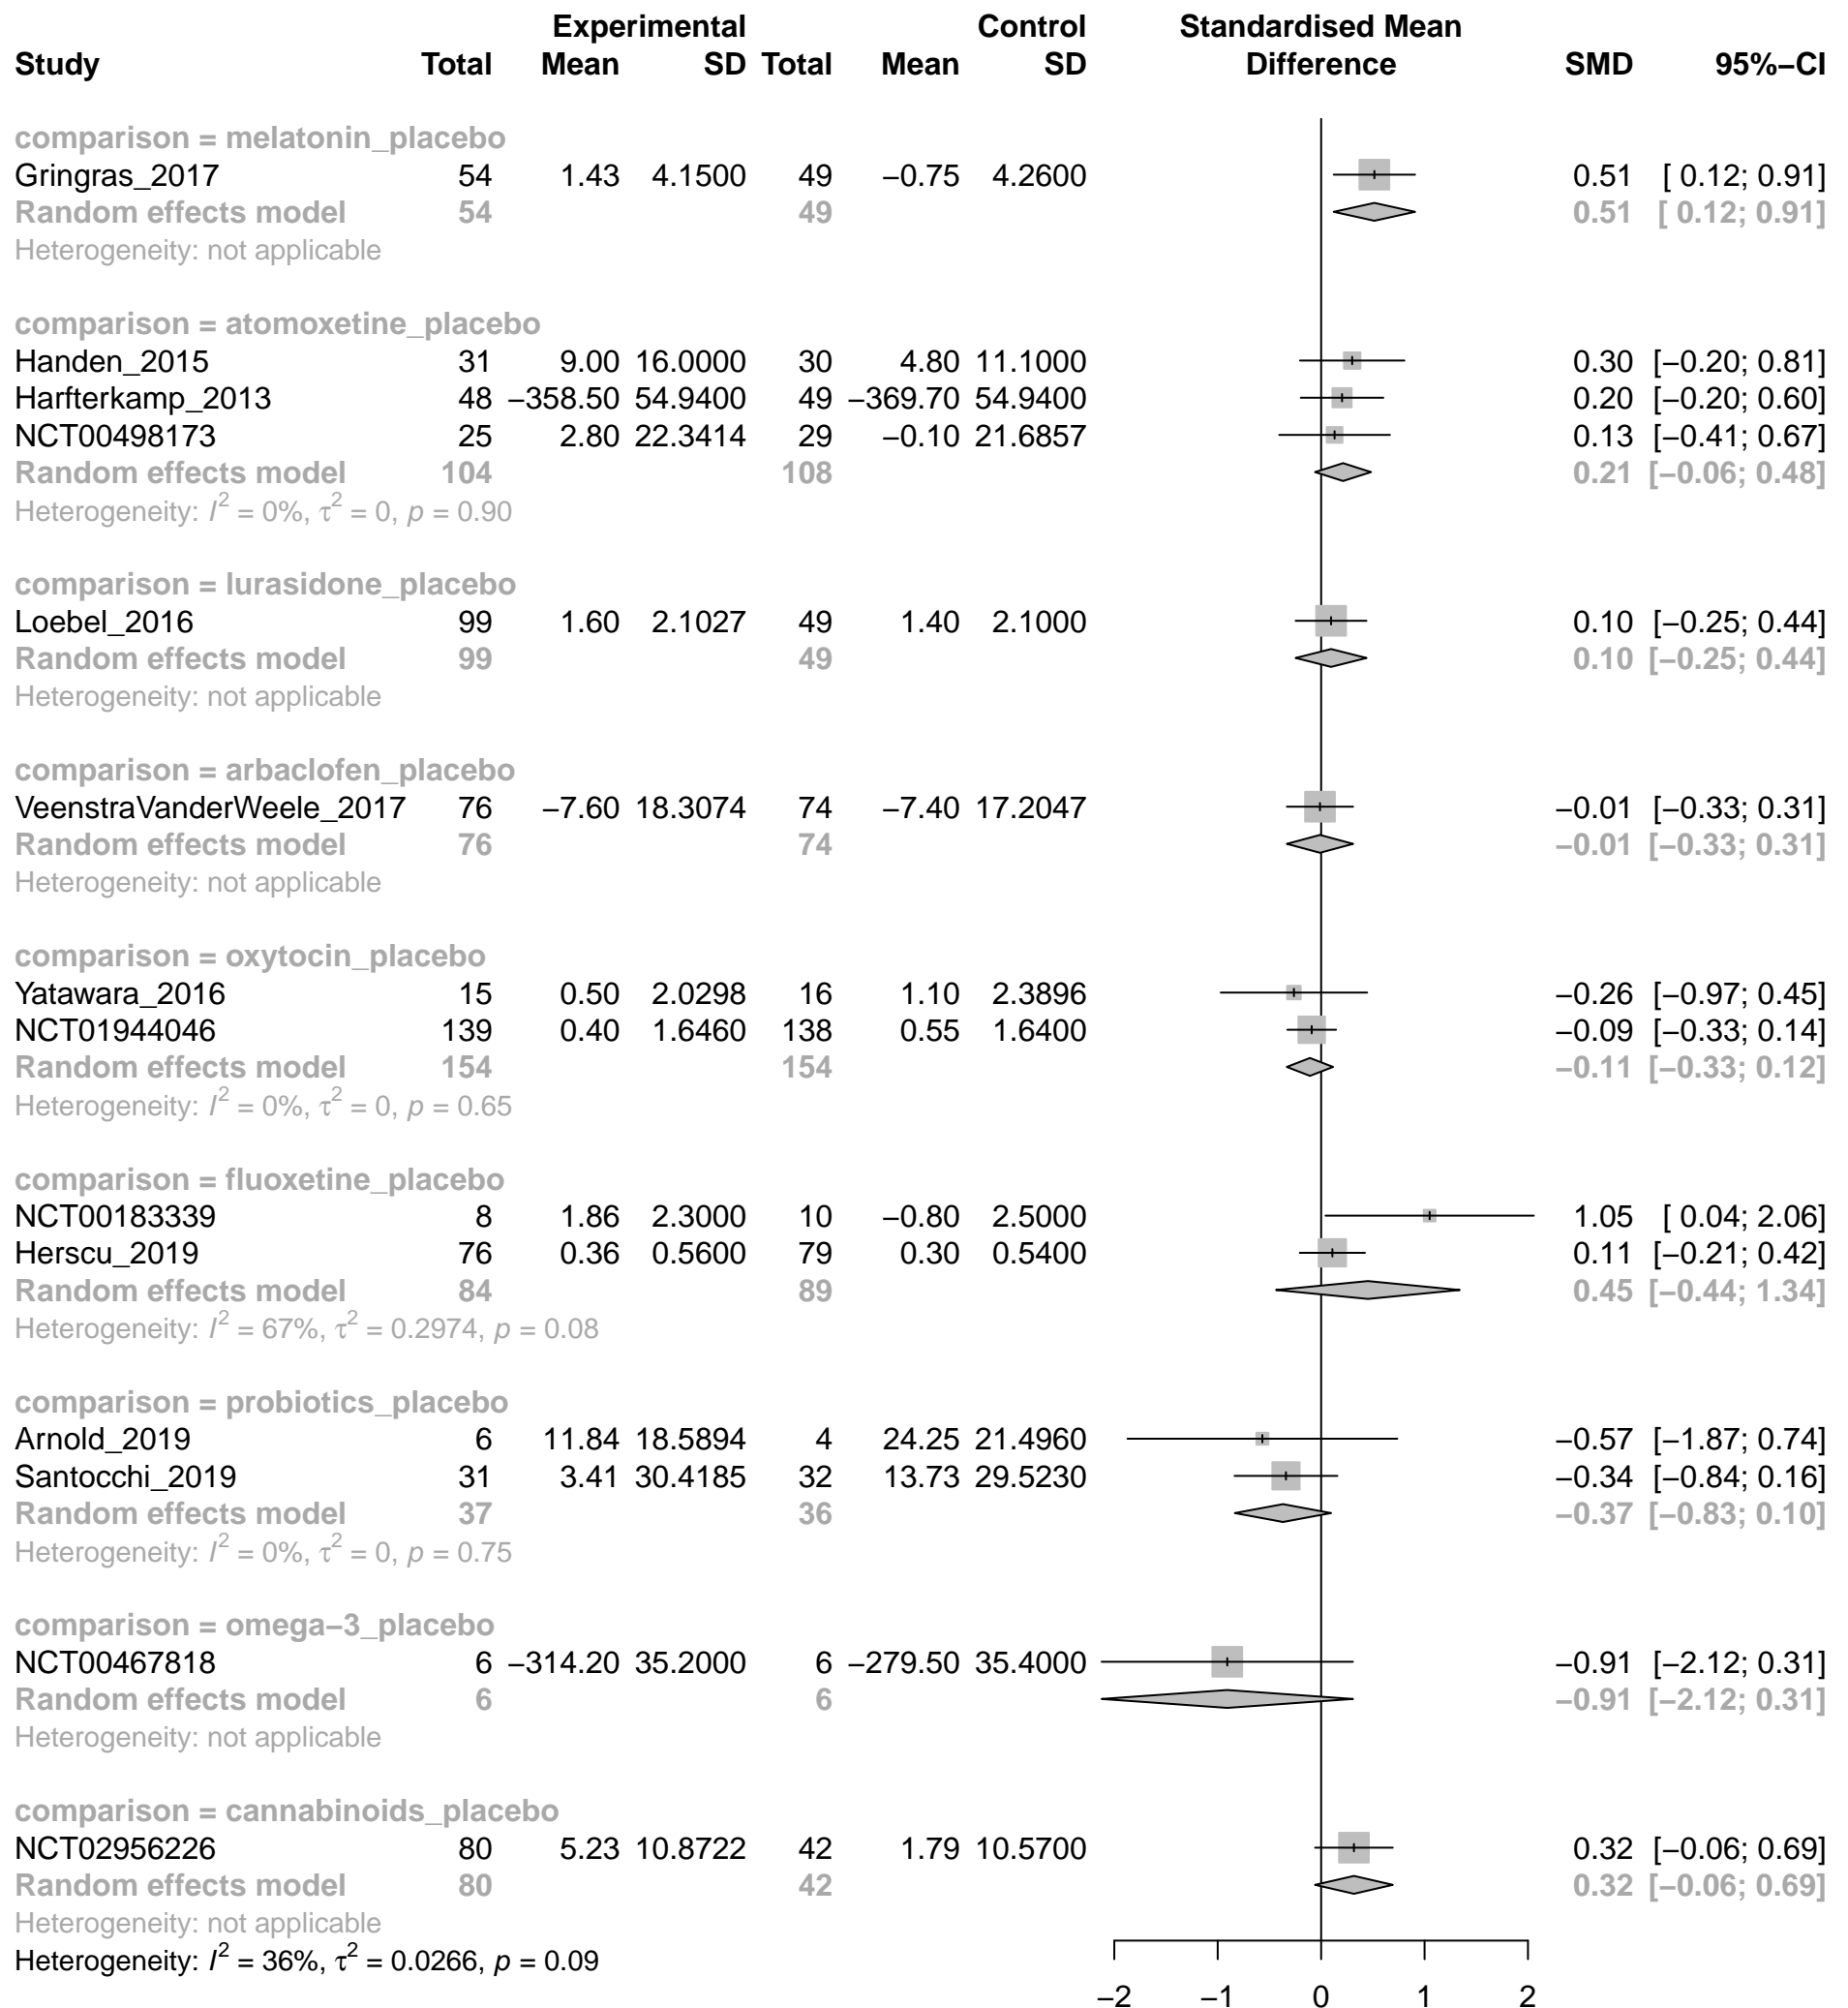 Experimental Control Standardised Mean
Study Total Mean SD Total Mean SD Difference SMD 95%−CI
comparison = melatonin_placebo
Gringras_2017 54 1.43 4.1500 49 −0.75 4.2600 0.51 [ 0.12; 0.91]
Random effects model 54 49 0.51 [ 0.12; 0.91]
Heterogeneity: not applicable
comparison = atomoxetine_placebo
Handen_2015 31 9.00 16.0000 30 4.80 11.1000 0.30 [−0.20; 0.81]
Harfterkamp_2013 48 −358.50 54.9400 49 −369.70 54.9400 0.20 [−0.20; 0.60]
NCT00498173 25 2.80 22.3414 29 −0.10 21.6857 0.13 [−0.41; 0.67]
Random effects model 104 108 0.21 [−0.06; 0.48]
Heterogeneity: I² = 0%, τ² = 0, p = 0.90
comparison = lurasidone_placebo
Loebel_2016 99 1.60 2.1027 49 1.40 2.1000 0.10 [−0.25; 0.44]
Random effects model 99 49 0.10 [−0.25; 0.44]
Heterogeneity: not applicable
comparison = arbaclofen_placebo
VeenstraVanderWeele_2017 76 −7.60 18.3074 74 −7.40 17.2047 −0.01 [−0.33; 0.31]
Random effects model 76 74 −0.01 [−0.33; 0.31]
Heterogeneity: not applicable
comparison = oxytocin_placebo
Yatawara_2016 15 0.50 2.0298 16 1.10 2.3896 −0.26 [−0.97; 0.45]
NCT01944046 139 0.40 1.6460 138 0.55 1.6400 −0.09 [−0.33; 0.14]
Random effects model 154 154 −0.11 [−0.33; 0.12]
Heterogeneity: I² = 0%, τ² = 0, p = 0.65
comparison = fluoxetine_placebo
NCT00183339 8 1.86 2.3000 10 −0.80 2.5000 1.05 [ 0.04; 2.06]
Herscu_2019 76 0.36 0.5600 79 0.30 0.5400 0.11 [−0.21; 0.42]
Random effects model 84 89 0.45 [−0.44; 1.34]
Heterogeneity: I² = 67%, τ² = 0.2974, p = 0.08
comparison = probiotics_placebo
Arnold_2019 6 11.84 18.5894 4 24.25 21.4960 −0.57 [−1.87; 0.74]
Santocchi_2019 31 3.41 30.4185 32 13.73 29.5230 −0.34 [−0.84; 0.16]
Random effects model 37 36 −0.37 [−0.83; 0.10]
Heterogeneity: I² = 0%, τ² = 0, p = 0.75
comparison = omega−3_placebo
NCT00467818 6 −314.20 35.2000 6 −279.50 35.4000 −0.91 [−2.12; 0.31]
Random effects model 6 6 −0.91 [−2.12; 0.31]
Heterogeneity: not applicable
comparison = cannabinoids_placebo
NCT02956226 80 5.23 10.8722 42 1.79 10.5700 0.32 [−0.06; 0.69]
Random effects model 80 42 0.32 [−0.06; 0.69]
Heterogeneity: not applicable
Heterogeneity: I² = 36%, τ² = 0.0266, p = 0.09
−2 −1 0 1 2